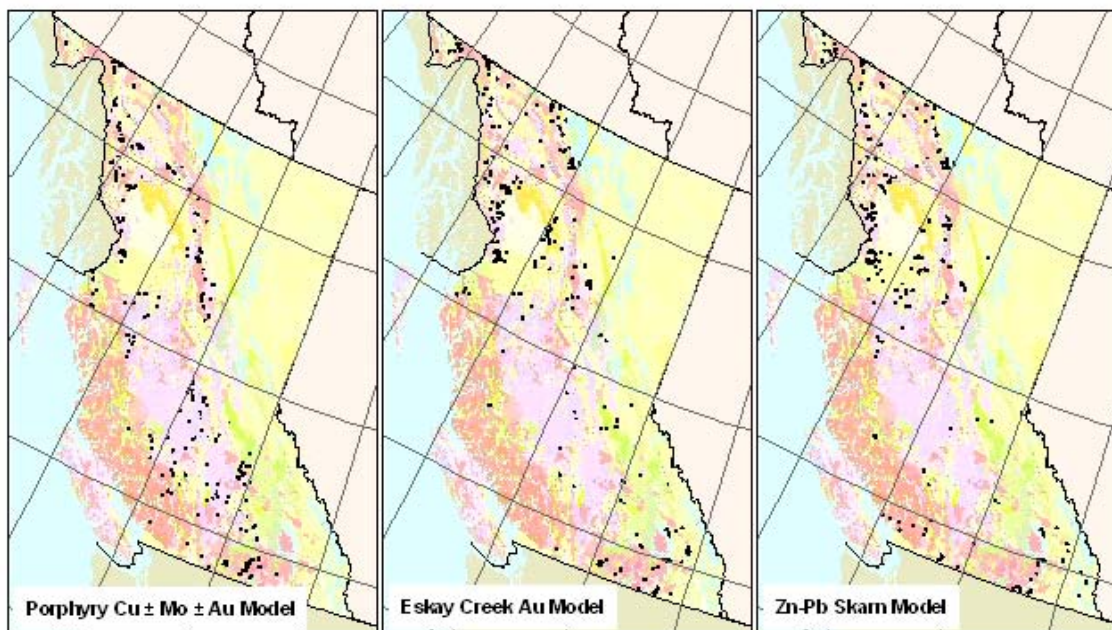 Porphyry Cu ± Mo ± Au Model
Eskay Creek Au Model
Zn-Pb Skarn Model